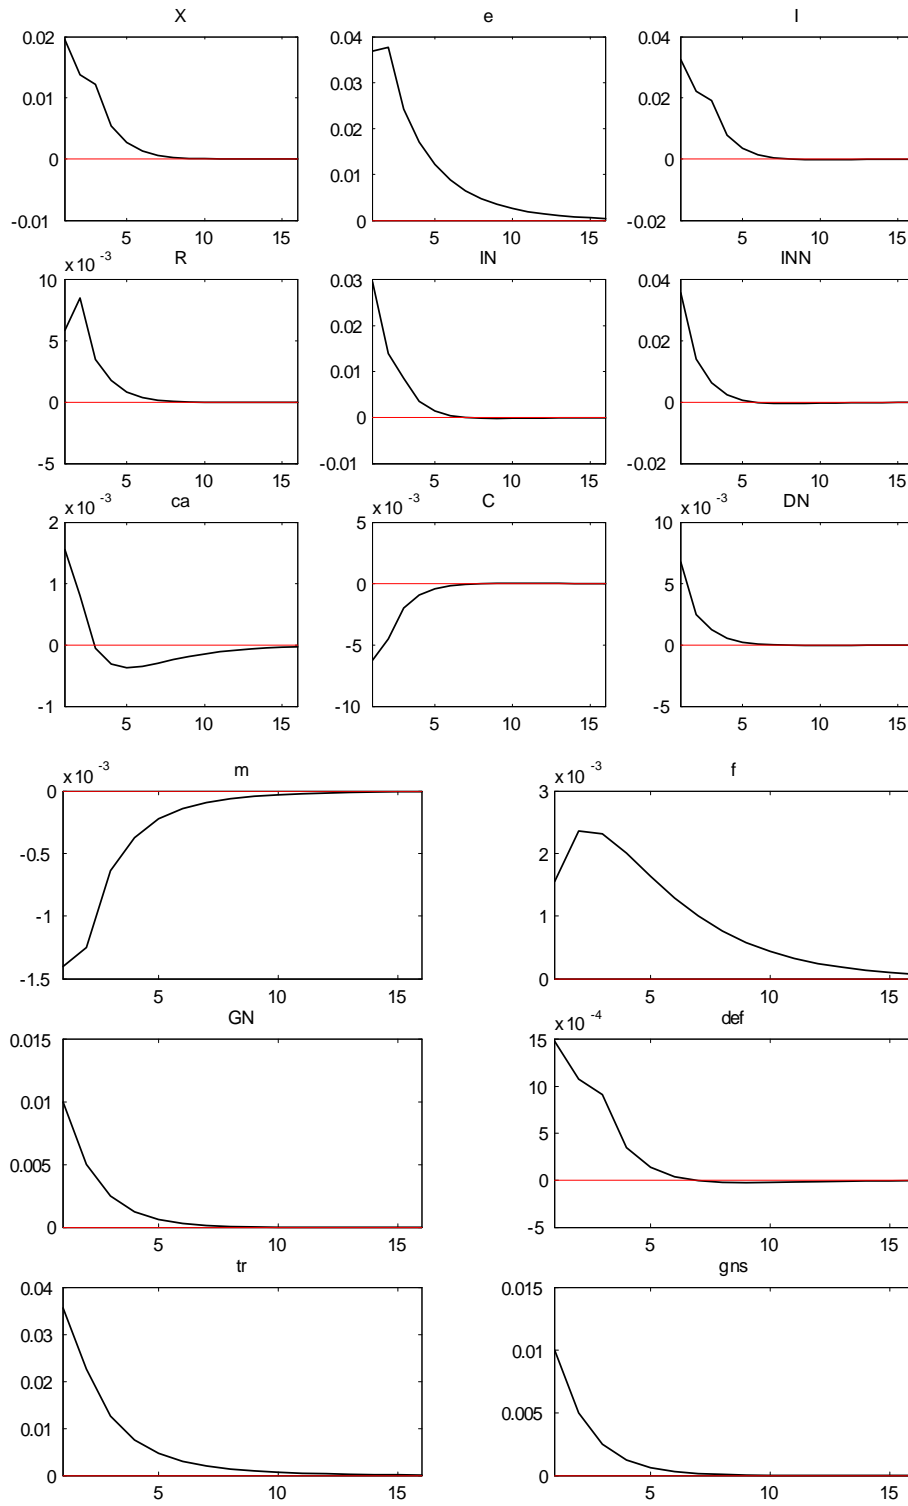 X e I
0.02 0.04 0.04
0.03
0.01 0.02
0.02
0 0
0.01
-0.01 0 -0.02
5 10 15 5 10 15 5 10 15
x 10 -3 R IN INN
10 0.03 0.04
0.02
5 0.02
0.01
0 0
0
-5 -0.01 -0.02
5 10 15 5 10 15 5 10 15
x 10 -3 ca x 10 -3 C x 10 -3 DN
2 5 10
1 0 5
0 -5 0
-1 -10 -5
5 10 15 5 10 15 5 10 15
x 10 -3 m x 10 -3 f
0 3
-0.5 2
-1 1
-1.5 0
5 10 15 5 10 15
GN x 10 -4 def
0.015 15
0.01 10
5
0.005
0
0 -5
5 10 15 5 10 15
tr gns
0.04 0.015
0.03
0.01
0.02
0.005
0.01
0 0
5 10 15 5 10 15